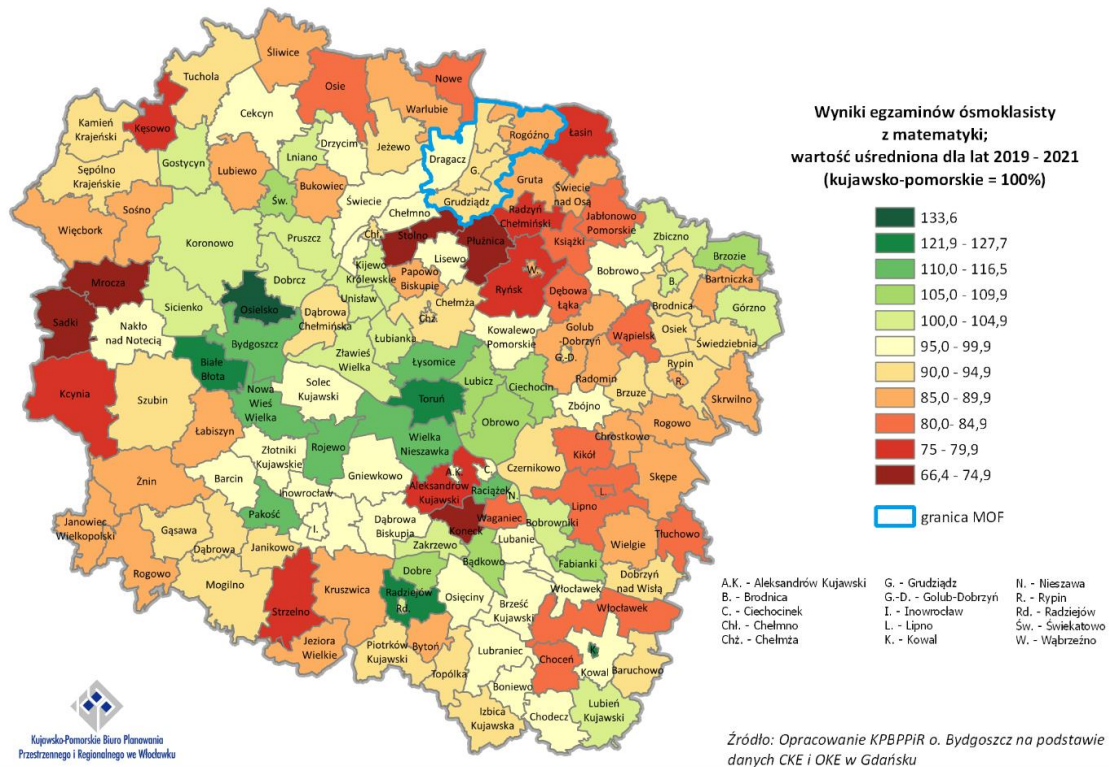 Wyniki egzaminów ósmoklasisty
z matematyki;
wartość uśredniona dla lat 2019 - 2021
(kujawsko-pomorskie = 100%)
133,6
121,9 - 127,7
110,0 - 116,5
105,0 - 109,9
100,0 - 104,9
95,0 - 99,9
90,0 - 94,9
85,0 - 89,9
80,0- 84,9
75 - 79,9
66,4 - 74,9
granica MOF
A.K. - Aleksandrów Kujawski
B. - Brodnica
C. - Ciechocinek
Chł. - Chełmno
Chż. - Chełmża
G. - Grudziądz
G.-D. - Golub-Dobrzyń
I. - Inowrocław
L. - Lipno
K. - Kowal
N. - Nieszawa
R. - Rypin
Rd. - Radziejów
Św. - Świekatowo
W. - Wąbrzeźno
Śliwice
Tuchola
Osie
Nowe
Warlubie
Cekcyn
Kęsowo
Kamień
Krajeński
Rogóźno
Łasin
Drzycim
Jeżewo
Dragacz
G.
Gostycyn
Lniano
Sępólno
Krajeńskie
Lubiewo
Bukowiec
Gruta
Świecie
nad Osą
Św.
Świecie
Grudziądz
Sośno
Chełmno
Radzyń
Chełmiński
Jabłonowo
Pomorskie
Więcbork
Koronowo
Pruszcz
Chł.
Stolno
Płużnica
Książki
Zbiczno
Brzozie
Lisewo
Bobrowo
Mrocza
Dobrcz
Kijewo
Królewskie
Papowo
Biskupie
W.
B.
Bartniczka
Sicienko
Osielsko
Unisław
Chełmża
Ryńsk
Dębowa
Łąka
Brodnica
Górzno
Sadki
Nakło
nad Notecią
Dąbrowa
Chełmińska
Chż.
Kowalewo
Pomorskie
Golub
-Dobrzyń
Wąpielsk
Osiek
Świedziebnia
Bydgoszcz
Łubianka
G.-D.
Białe
Błota
Zławieś
Wielka
Łysomice
Rypin
R.
Kcynia
Szubin
Nowa
Wieś
Wielka
Solec
Kujawski
Toruń
Lubicz
Ciechocin
Radomin
Brzuze
Skrwilno
Zbójno
Łabiszyn
Obrowo
Rogowo
Rojewo
Wielka
Nieszawka
Chrostkowo
Złotniki
Kujawskie
Gniewkowo
A.K
C.
Czernikowo
Kikół
Skępe
Żnin
Barcin
Inowrocław
Aleksandrów
Kujawski
Raciążek
N.
L.
Lipno
Pakość
I.
Janowiec
Wielkopolski
Gąsawa
Dąbrowa
Biskupia
Koneck
Waganiec
Bobrowniki
Tłuchowo
Dąbrowa
Janikowo
Zakrzewo
Lubanie
Wielgie
Rogowo
Mogilno
Dobre
Bądkowo
Fabianki
Strzelno
Kruszwica
Radziejów
Rd.
Osięciny
Włocławek
Dobrzyń
nad Wisłą
Brześć
Kujawski
Włocławek
Jeziora
Wielkie
Piotrków
Kujawski
Bytoń
Lubraniec
K.
Choceń
Kowal
Baruchowo
Topólka
Boniewo
Izbica
Kujawska
Chodecz
Lubień
Kujawski
Kujawsko-Pomorskie Biuro Planowania
Przestrzennego i Regionalnego we Włocławku
Źródło: Opracowanie KPBPPiR o. Bydgoszcz na podstawie
danych CKE i OKE w Gdańsku